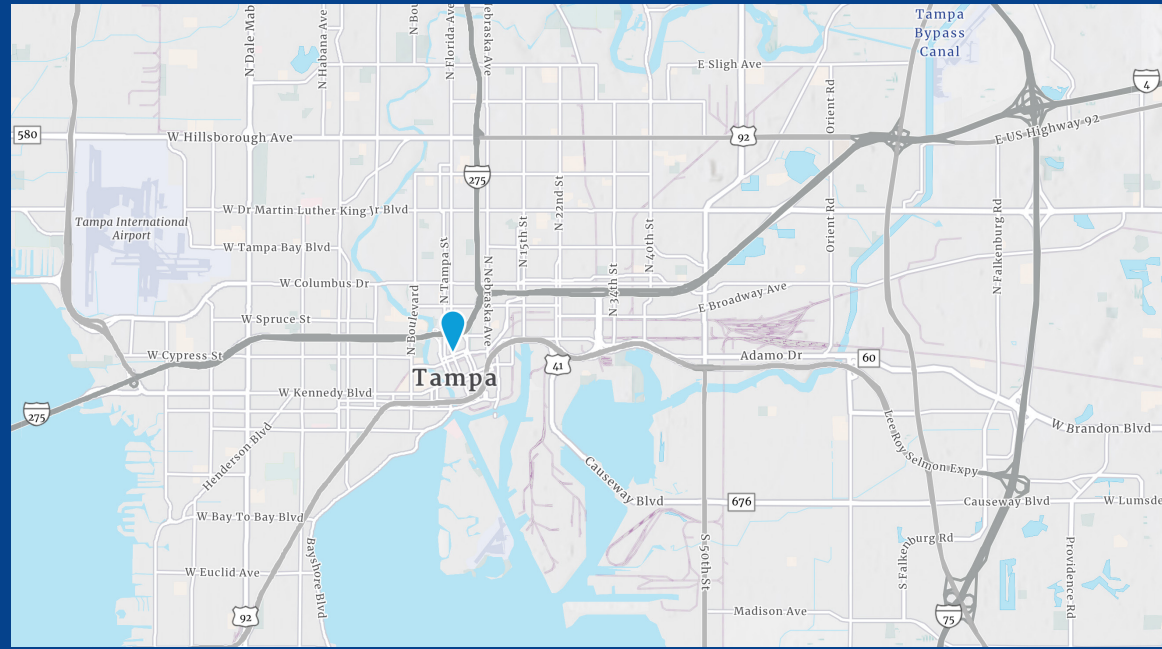 Tampa
Bypass
Canal
N Dale Mab
N Habana Ave
N Bou
N Florida Ave
ebraska Ave
E Sligh Ave
4
580
W Hillsborough Ave
92
Orient Rd
E US Highway 92
275
N 22nd St
W Dr Martin Luther King Jr Blvd
Tampa International
Airport
N 15th St
N 40th St
Orient Rd
N Falkenburg Rd
W Tampa Bay Blvd
N Tampa St
W Columbus Dr
N Nebraska Ave
N 34th St
E Broadway Ave
W Spruce St
N Boulevard
W Cypress St
41
Adamo Dr
60
Tampa
W Kennedy Blvd
275
Henderson Blvd
W Brandon Blvd
Lee Roy Selmon Expy
Causeway Blvd
676
Causeway Blvd
W Lumsde
W Bay To Bay Blvd
Bayshore Blvd
S 50th St
S Falkenburg Rd
Providence Rd
W Euclid Ave
92
Madison Ave
75